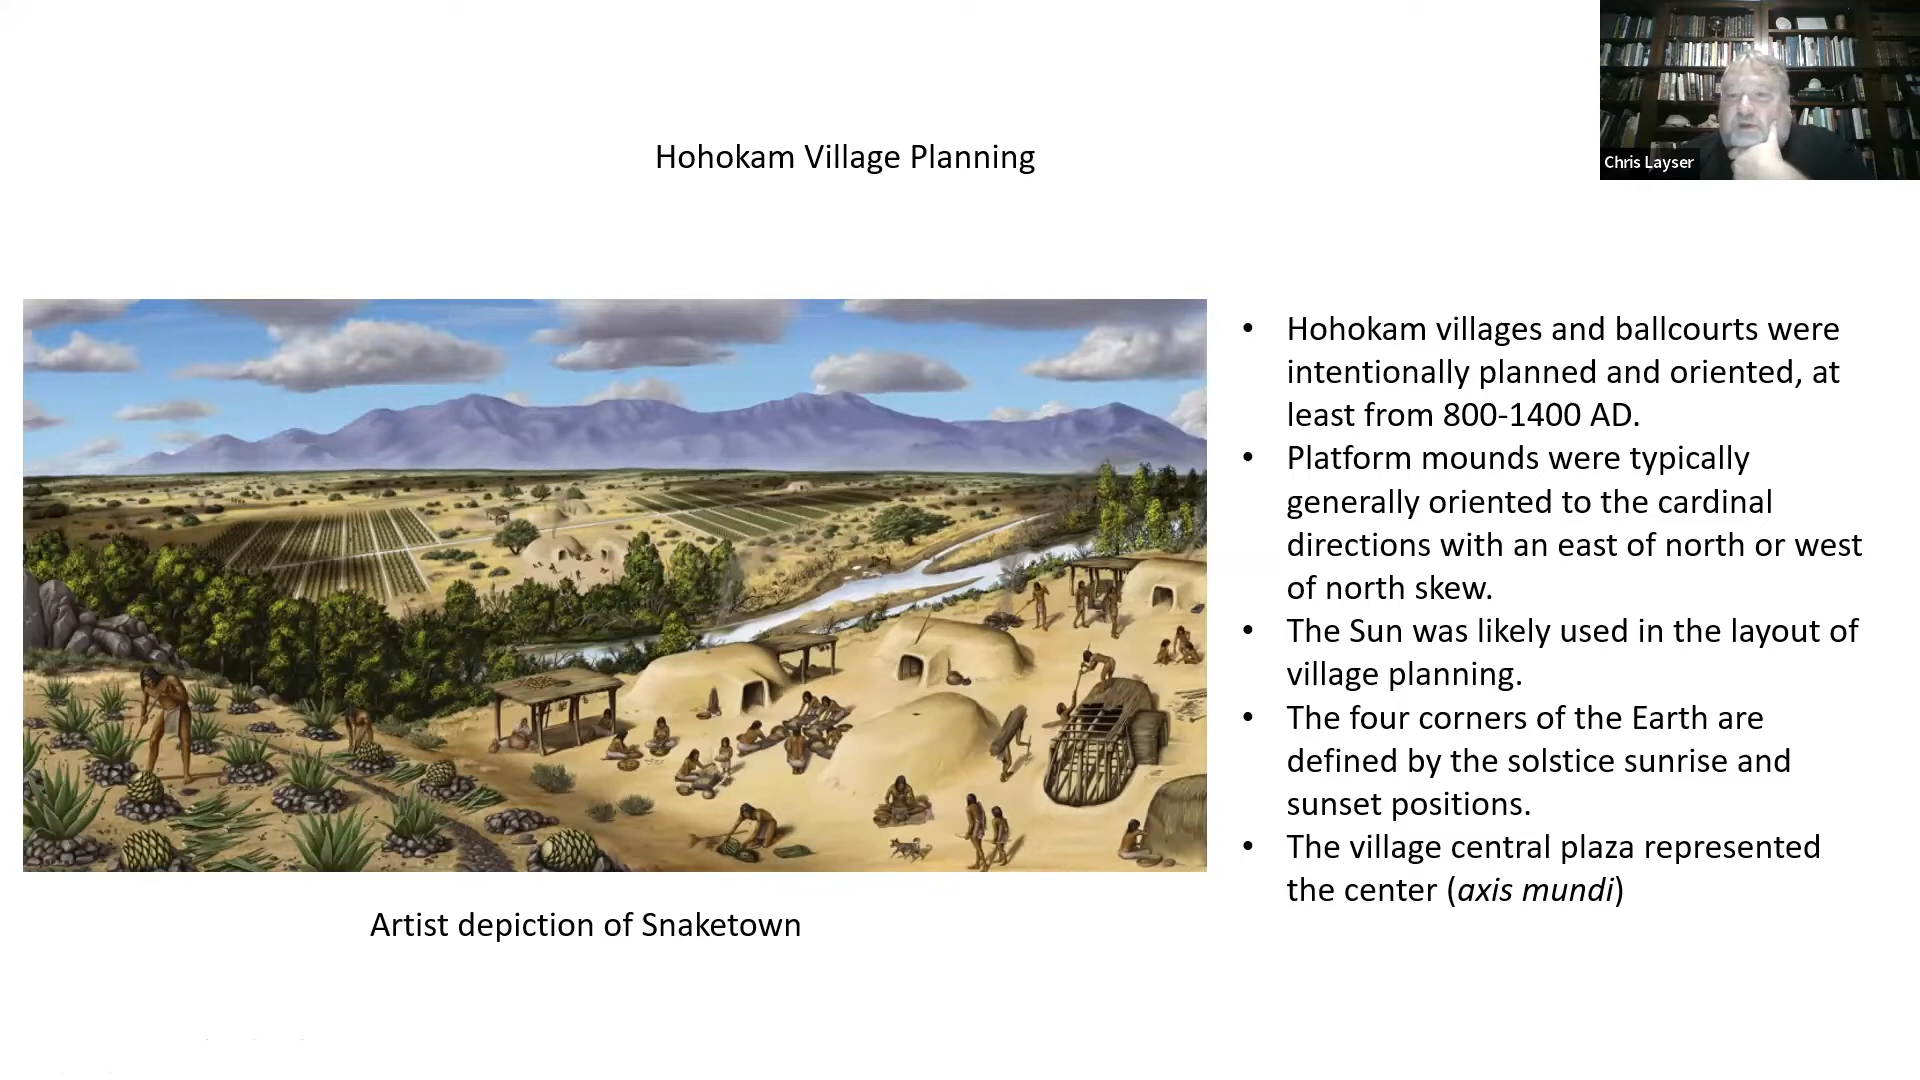 Chris Layser
Hohokam Village Planning
• Hohokam villages and ballcourts were
intentionally planned and oriented, at
least from 800-1400 AD.
• Platform mounds were typically
generally oriented to the cardinal
directions with an east of north or west
of north skew.
• The Sun was likely used in the layout of
village planning.
• The four corners of the Earth are
defined by the solstice sunrise and
sunset positions.
• The village central plaza represented
the center (axis mundi)
Artist depiction of Snaketown